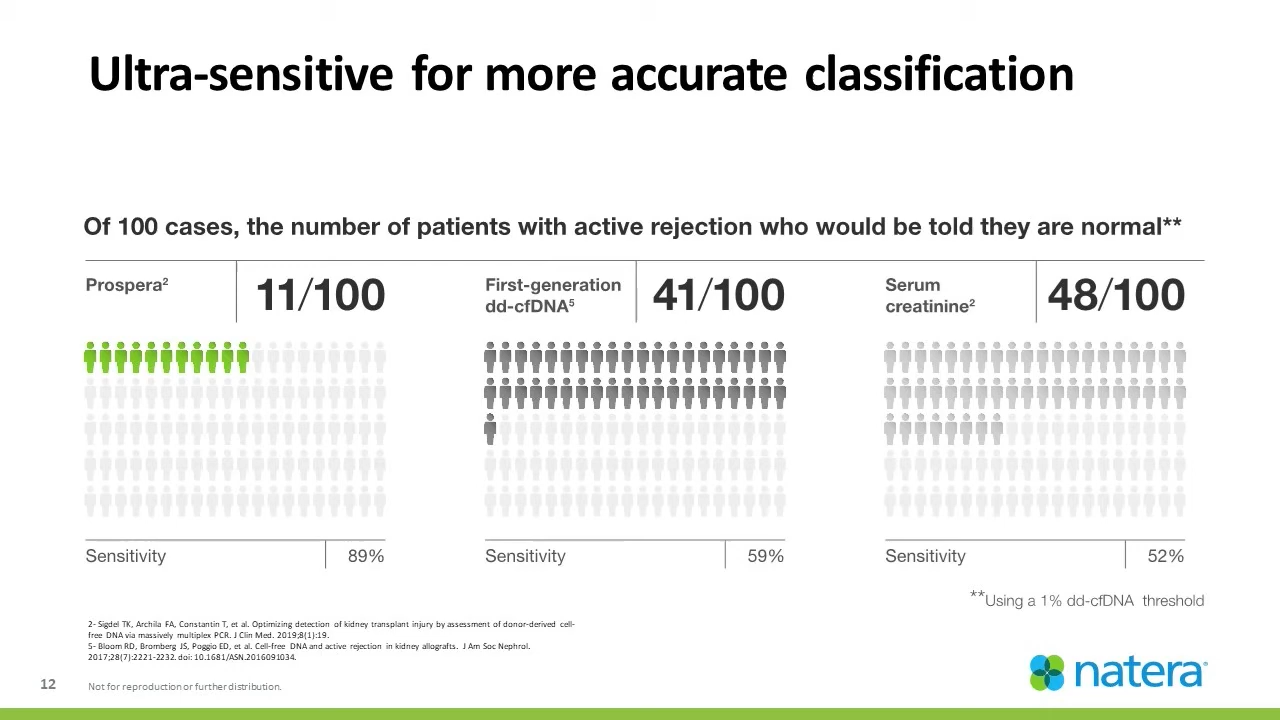 Ultra-sensitive for more accurate classification
Of 100 cases, the number of patients with active rejection who would be told they are normal**
Prospera2
11/100
First-generation
dd-cfDNA5
41/100
Serum
creatinine2
48/100
Sensitivity 89%
Sensitivity 59%
Sensitivity 52%
**Using a 1% dd-cfDNA threshold
2- Sigdel TK, Archila FA, Constantin T, et al. Optimizing detection of kidney transplant injury by assessment of donor-derived cell-
free DNA via massively multiplex PCR. J Clin Med. 2019;8(1):19.
5- Bloom RD, Bromberg JS, Poggio ED, et al. Cell-free DNA and active rejection in kidney allografts. J Am Soc Nephrol.
2017;28(7):2221-2232. doi: 10.1681/ASN.2016091034.
natera
12 Not for reproduction or further distribution.